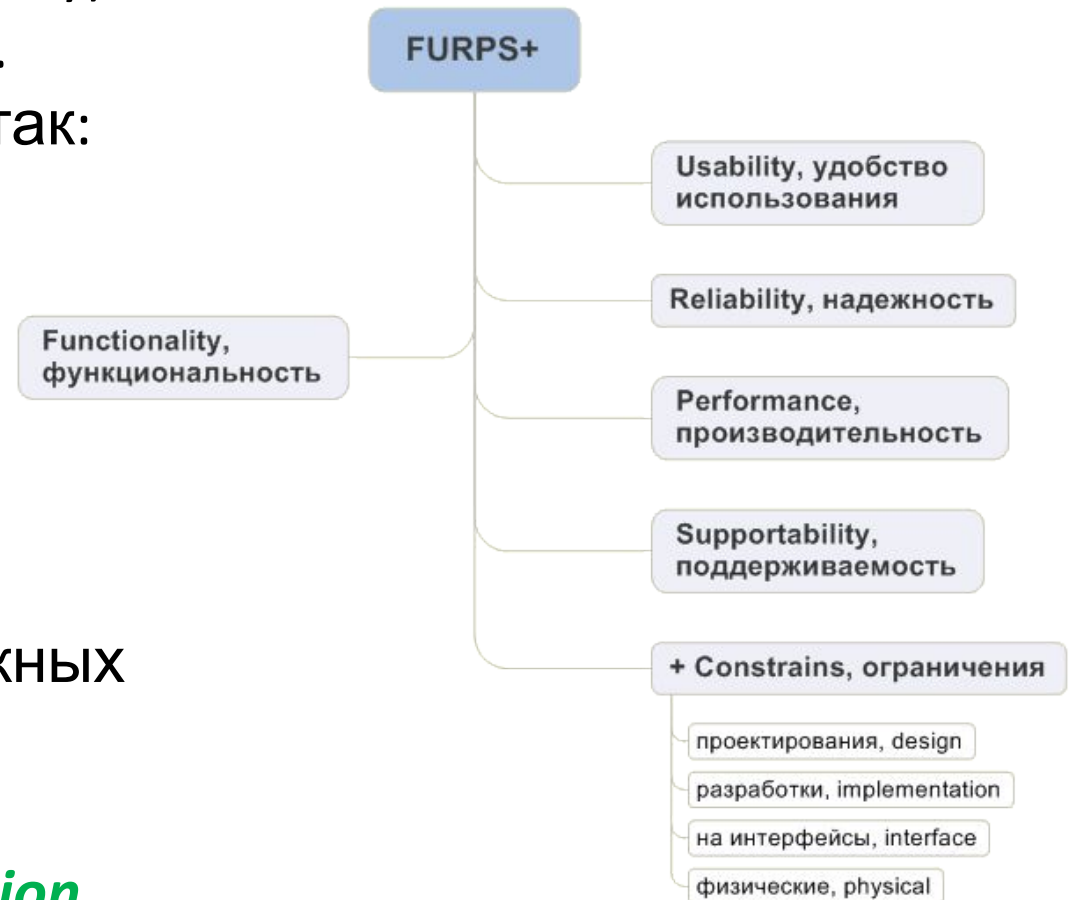 FURPS+
.
так:
Usability, удобство
использования
Reliability, надежность
Functionality,
функциональность
Performance,
производительность
Supportability,
поддерживаемость
жных
+ Constrains, ограничения
проектирования, design
разработки, implementation
на интерфейсы, interface
физические, physical
ion